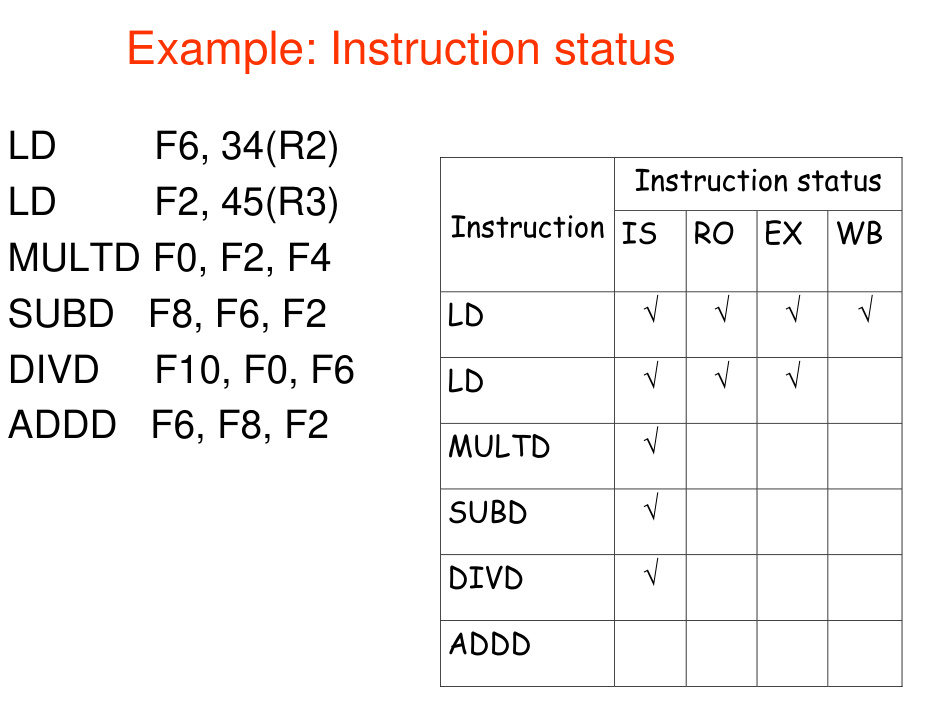 Example: Instruction status
LD F6, 34(R2)
LD F2, 45(R3)
MULTD F0, F2, F4
SUBD F8, F6, F2
DIVD F10, F0, F6
ADDD F6, F8, F2
Instruction status
Instruction IS RO EX WB
LD √ √ √ √
LD √ √ √
MULTD √
SUBD √
DIVD √
ADDD